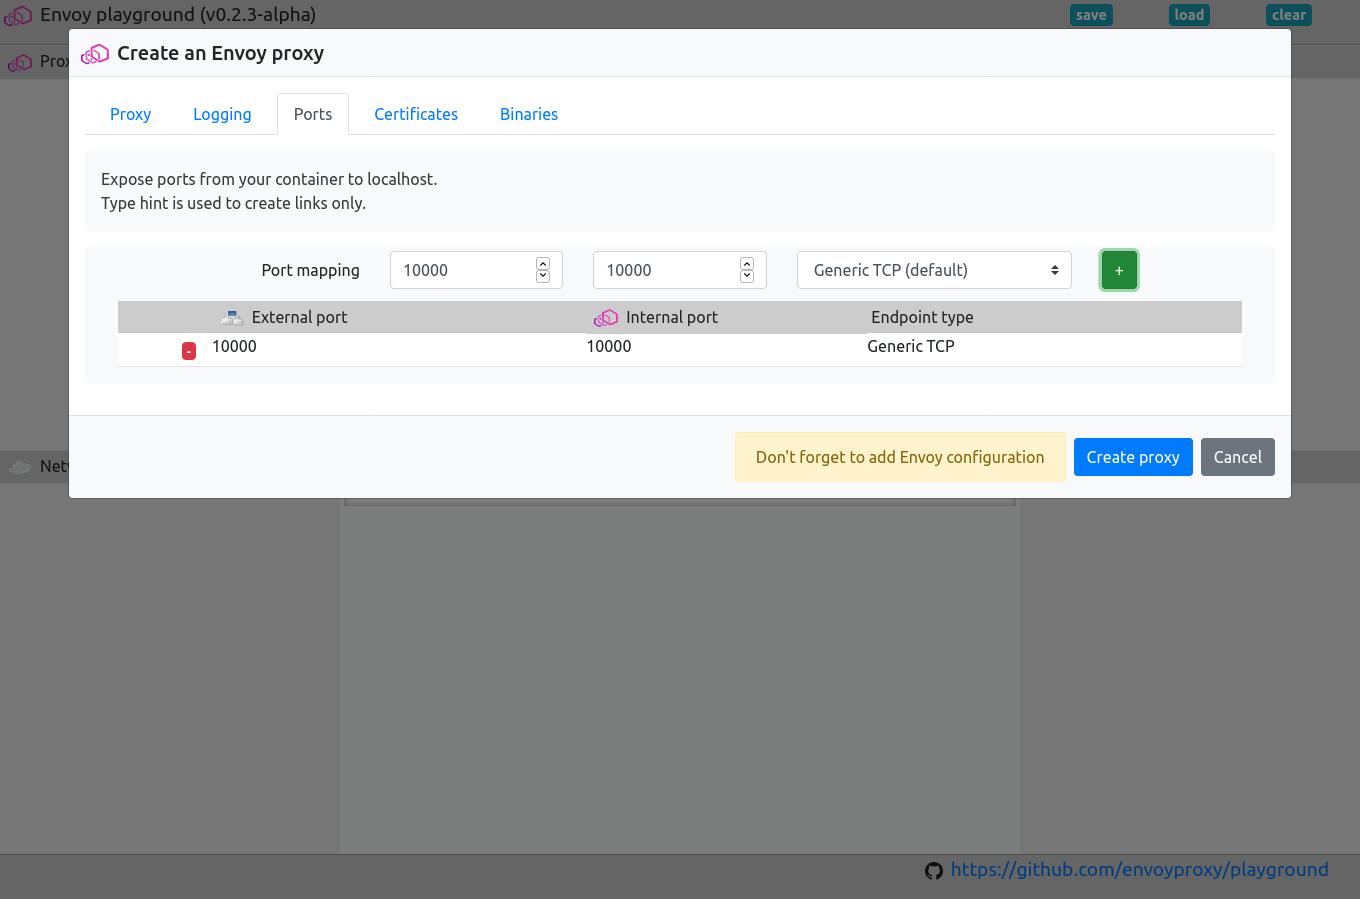 Envoy playground (v0.2.3-alpha)
save
load
clear
Create an Envoy proxy
Prox
Proxy
Logging
Ports
Certificates
Binaries
Expose ports from your container to localhost.
Type hint is used to create links only.
Port mapping
10000
10000
Generic TCP (default)
+
External port
Internal port
Endpoint type
-
10000
10000
Generic TCP
Don't forget to add Envoy configuration
Create proxy
Cancel
Netw
https://github.com/envoyproxy/playground